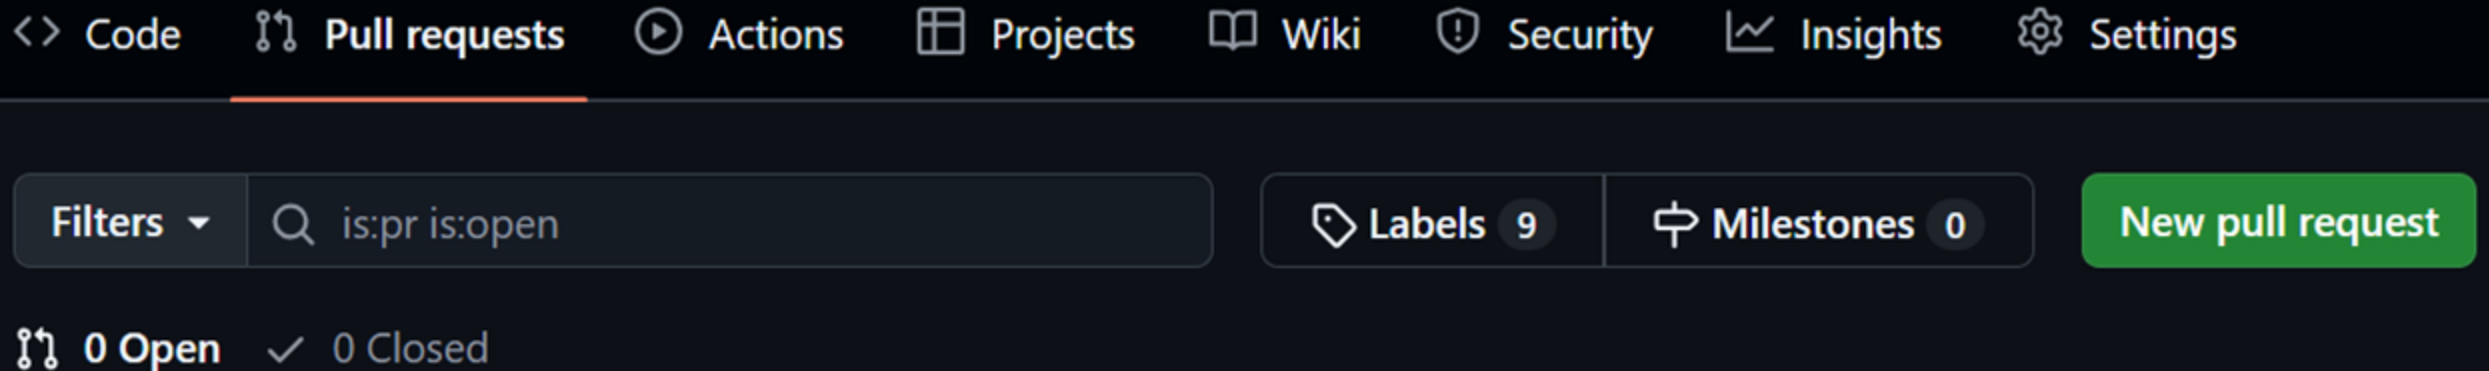 Code Pull requests Actions Projects Wiki Security Insights Settings
Filters is:pr is:open Labels 9 Milestones 0 New pull request
0 Open 0 Closed